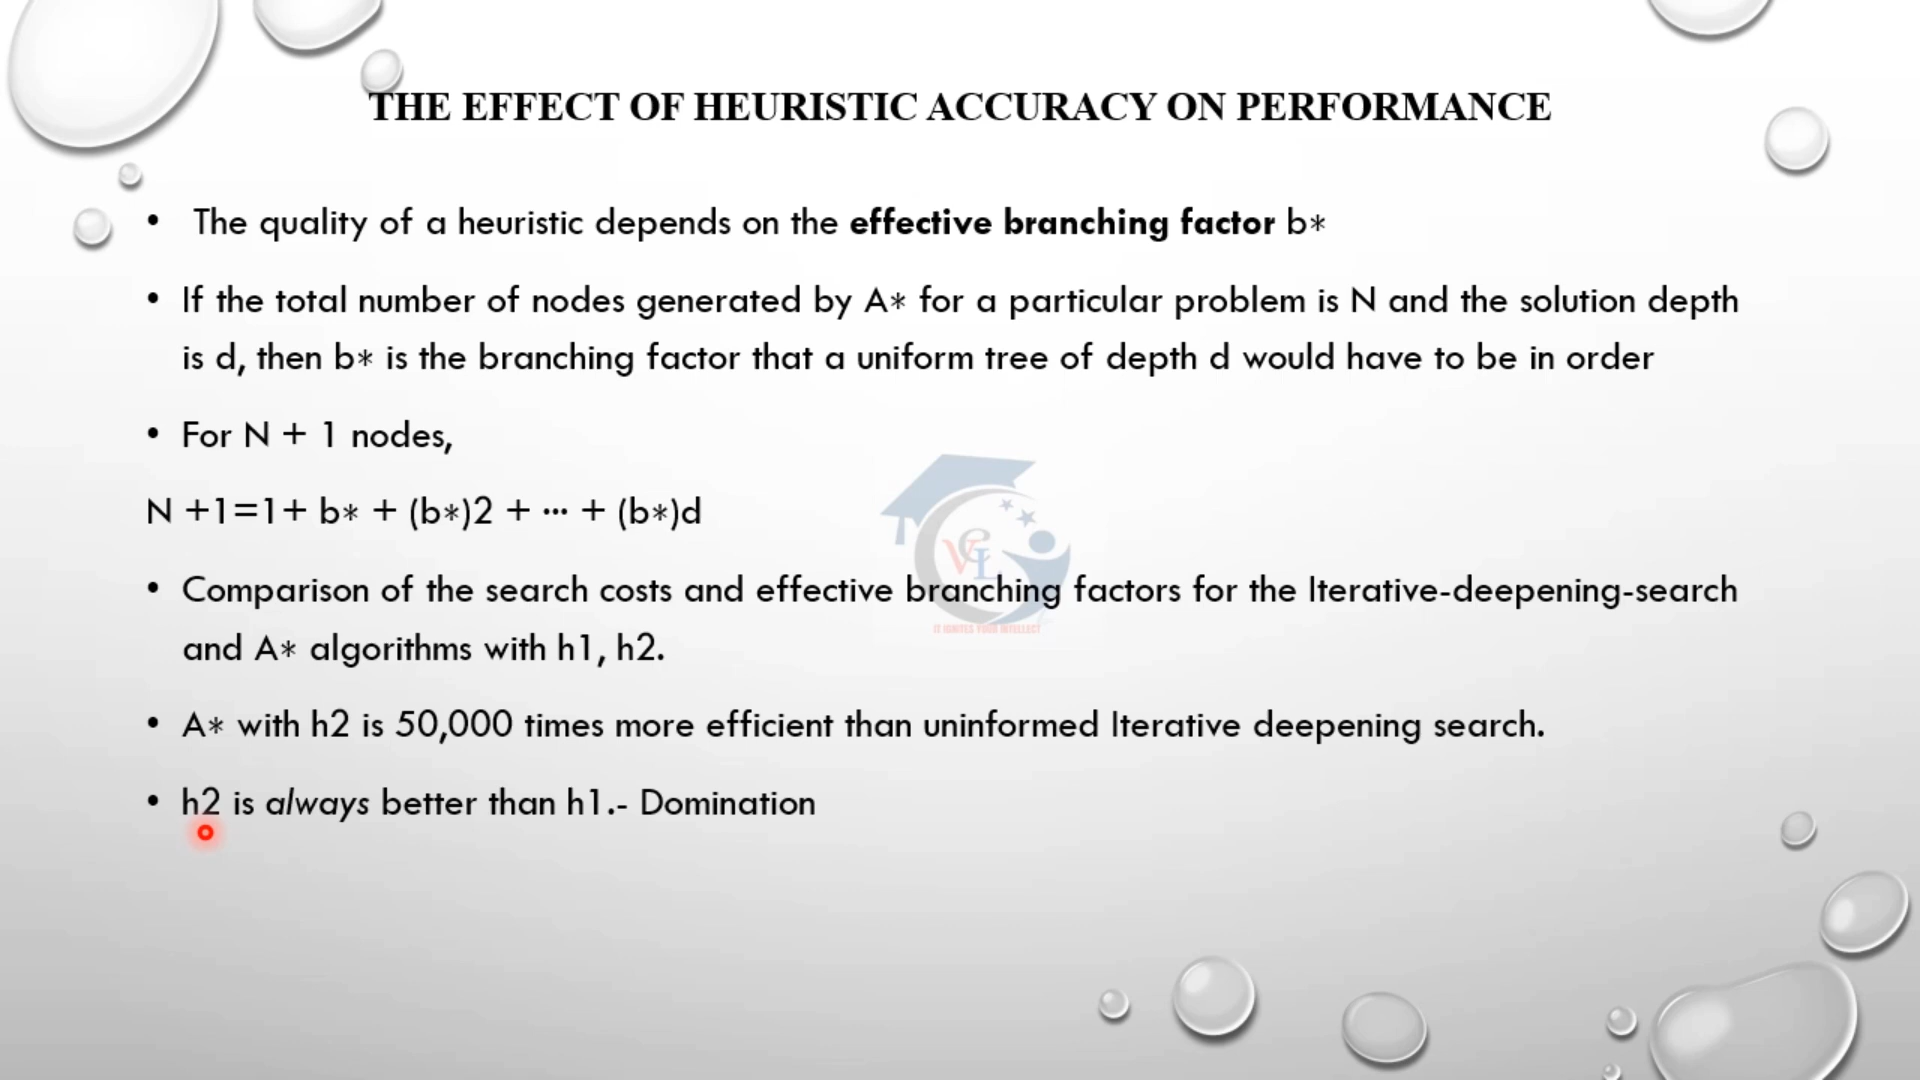 THE EFFECT OF HEURISTIC ACCURACY ON PERFORMANCE
• The quality of a heuristic depends on the effective branching factor b*
• If the total number of nodes generated by A* for a particular problem is N and the solution depth
is d, then b* is the branching factor that a uniform tree of depth d would have to be in order
• For N + 1 nodes,
N +1=1+ b* + (b*)2 + ··· + (b*)d
VeL
IT IGNITES YOUR INTELLECT
• Comparison of the search costs and effective branching factors for the Iterative-deepening-search
and A* algorithms with h1, h2.
• A* with h2 is 50,000 times more efficient than uninformed Iterative deepening search.
• h2 is always better than h1.- Domination